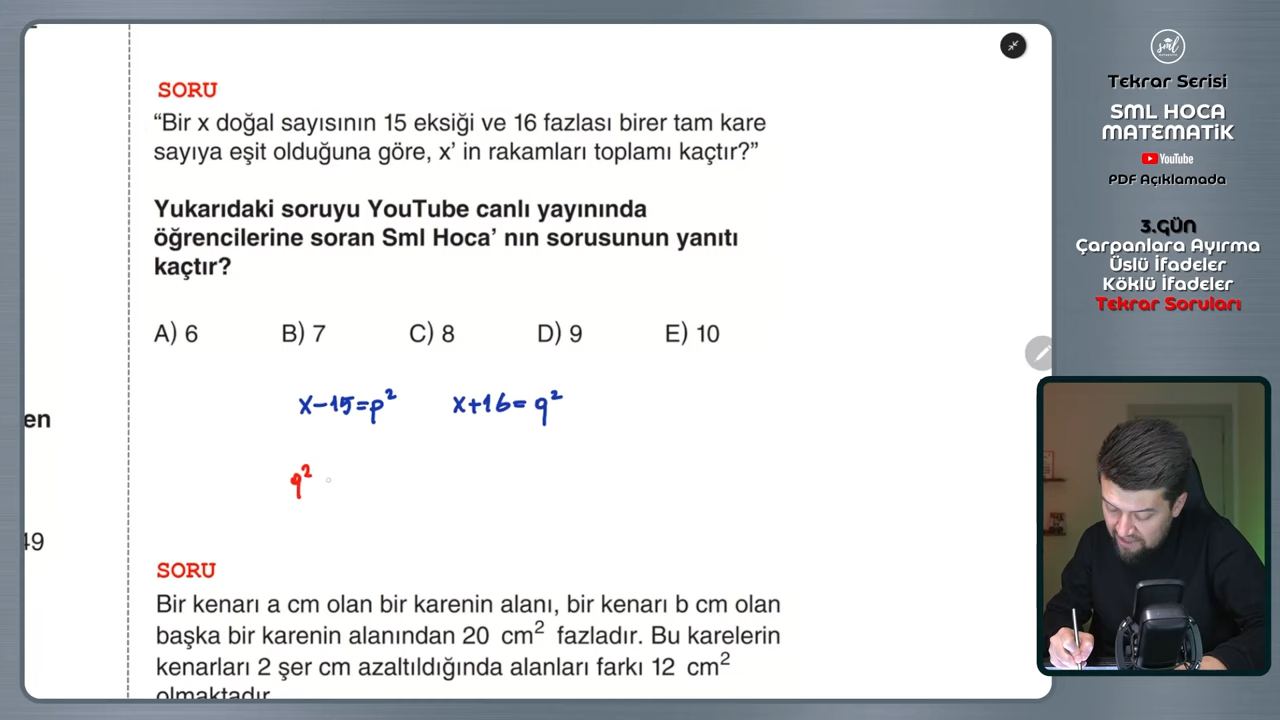 SORU
“Bir x doğal sayısının 15 eksiği ve 16 fazlası birer tam kare
sayıya eşit olduğuna göre, x’ in rakamları toplamı kaçtır?”
Yukarıdaki soruyu YouTube canlı yayınında
öğrencilerine soran Sml Hoca’ nın sorusunun yanıtı
kaçtır?
A) 6 B) 7 C) 8 D) 9 E) 10
x-15=p² x+16=q²
q²
en
49
SORU
Bir kenarı a cm olan bir karenin alanı, bir kenarı b cm olan
başka bir karenin alanından 20 cm² fazladır. Bu karelerin
kenarları 2 şer cm azaltıldığında alanları farkı 12 cm²
olmaktadır
sml
Tekrar Serisi
SML HOCA
MATEMATİK
YouTube
PDF Açıklamada
3.GÜN
Çarpanlara Ayırma
Üslü İfadeler
Köklü İfadeler
Tekrar Soruları